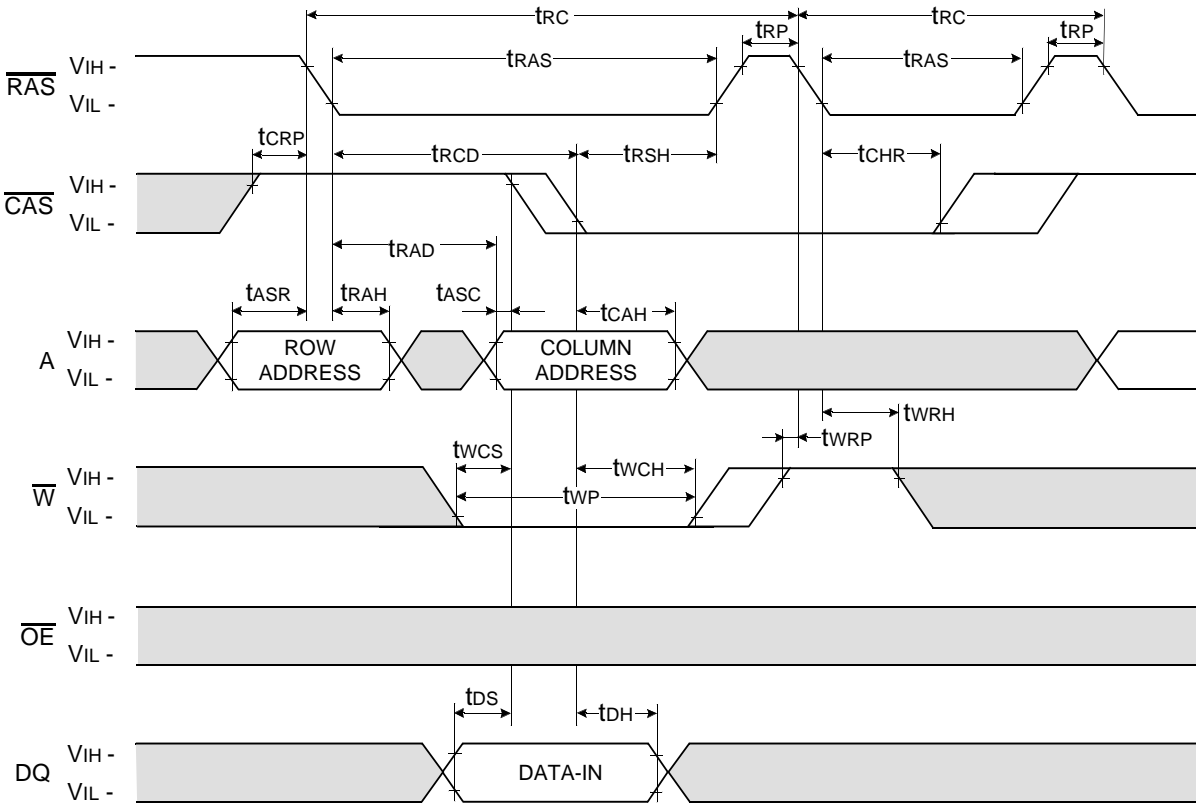 tRC tRC
tRP tRP
tRAS tRAS
RAS VIH -
VIL -
tCRP tRCD tRSH tCHR
CAS VIH -
VIL -
tRAD
tASR tRAH tASC tCAH
A VIH -
VIL -
ROW ADDRESS
COLUMN ADDRESS
tWRH
tWRP
tWCS tWCH
tWP
W VIH -
VIL -
OE VIH -
VIL -
tDS tDH
DQ VIH -
VIL -
DATA-IN